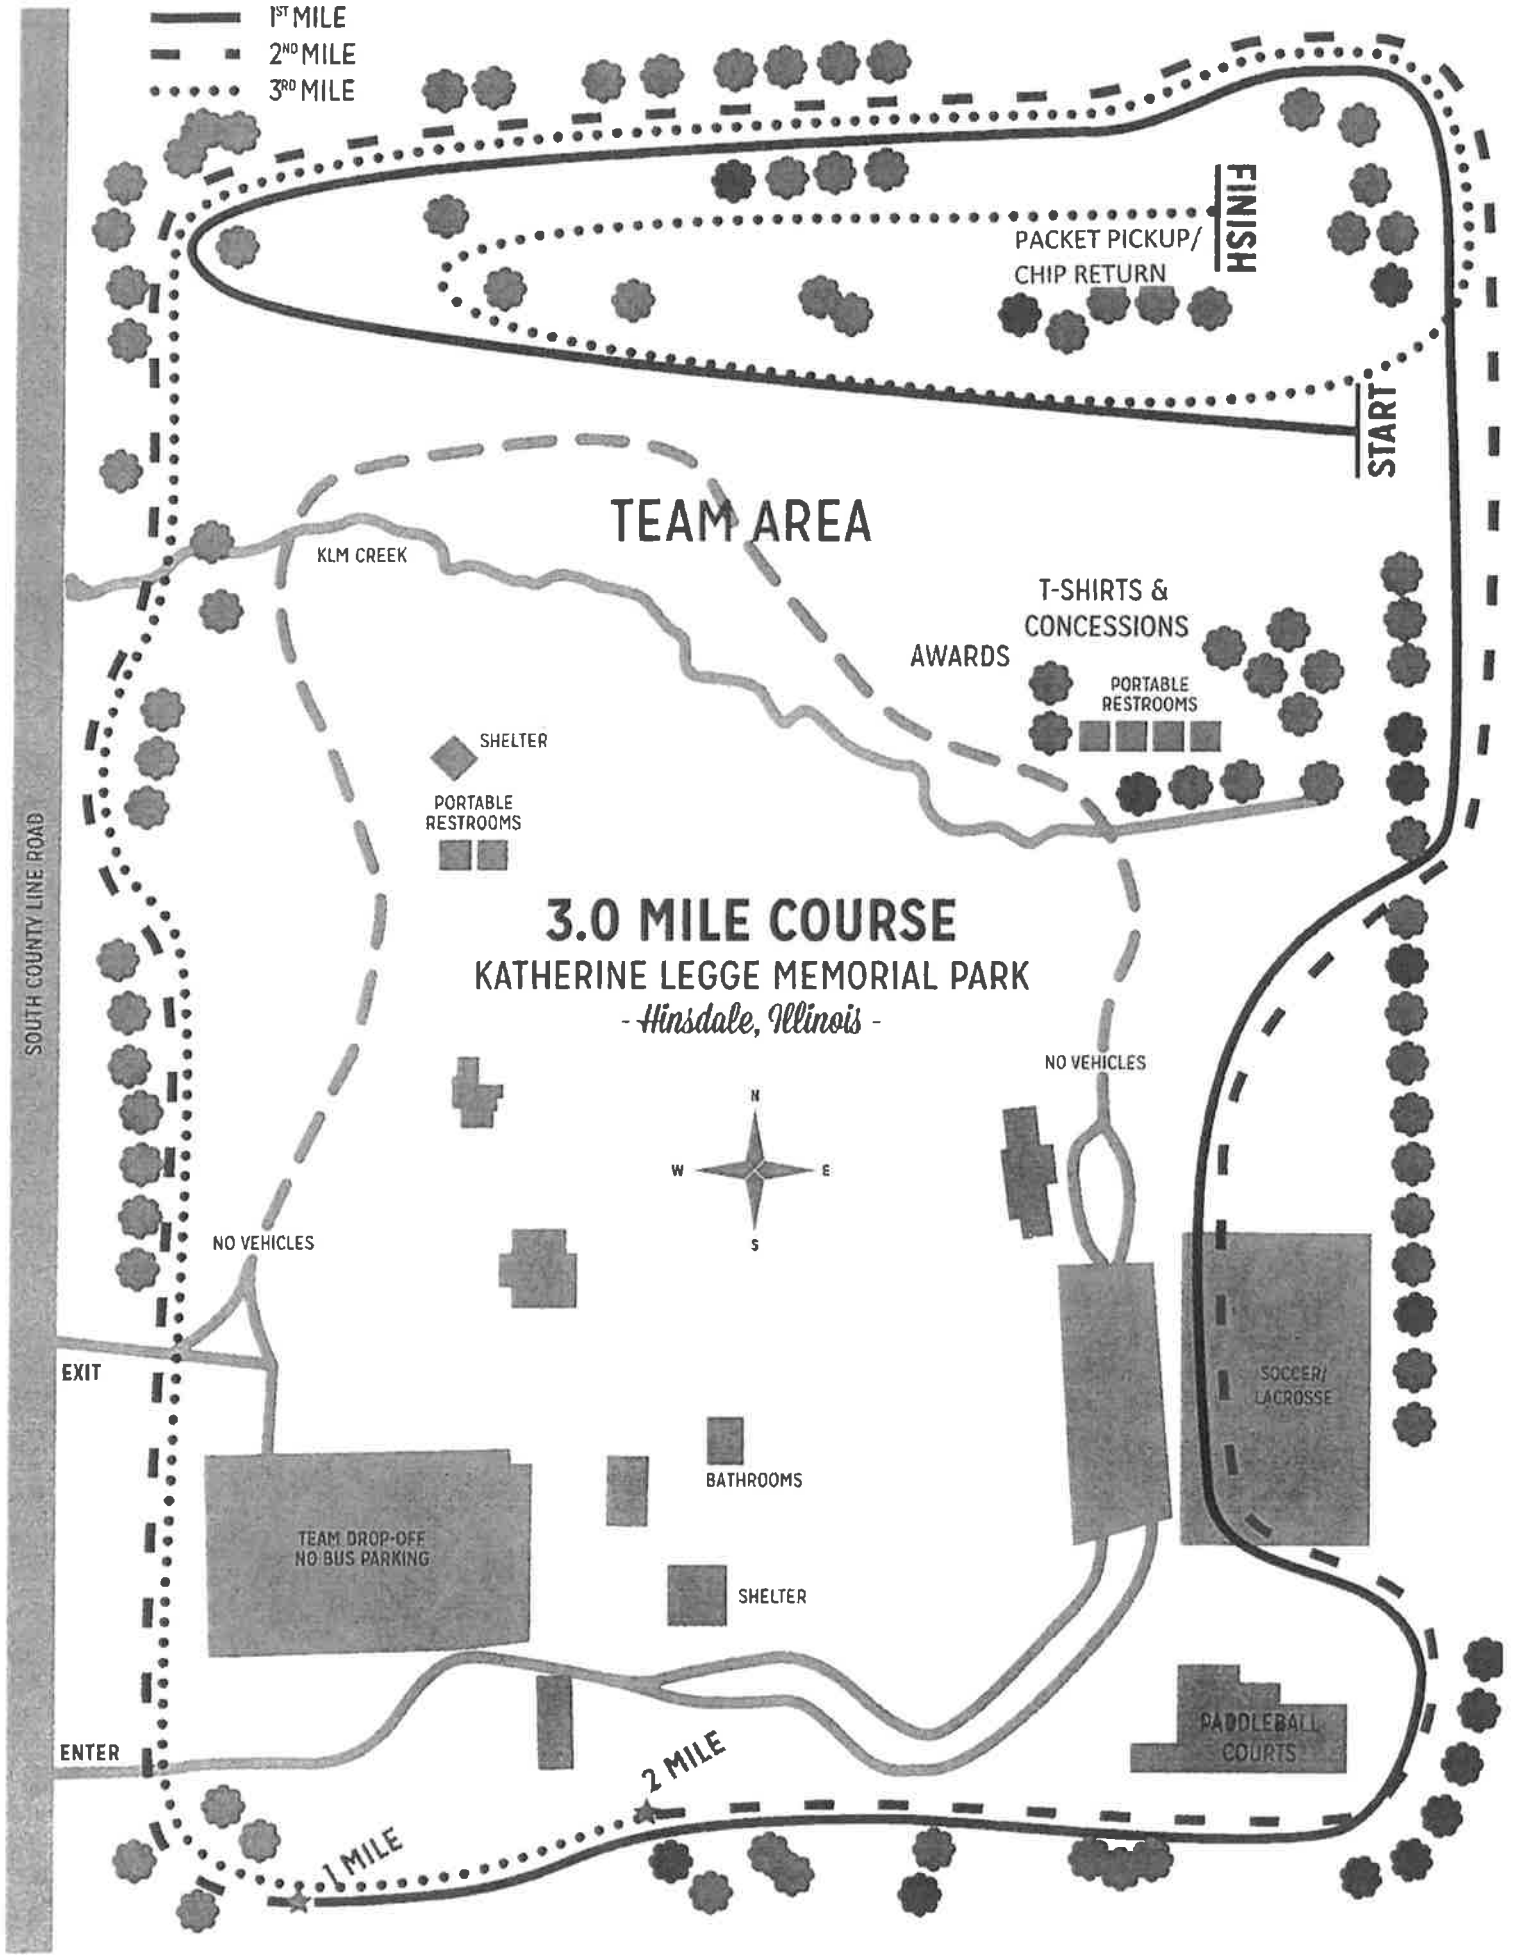 1ST MILE
2ND MILE
3RD MILE
FINISH
PACKET PICKUP/
CHIP RETURN
START
TEAM AREA
KLM CREEK
T-SHIRTS &
CONCESSIONS
AWARDS
PORTABLE
RESTROOMS
SHELTER
PORTABLE
RESTROOMS
SOUTH COUNTY LINE ROAD
3.0 MILE COURSE
KATHERINE LEGGE MEMORIAL PARK
- Hinsdale, Illinois -
NO VEHICLES
N
W E
S
NO VEHICLES
EXIT
SOCCER/
LACROSSE
BATHROOMS
TEAM DROP-OFF
NO BUS PARKING
SHELTER
PADDLEBALL
COURTS
ENTER
2 MILE
1 MILE